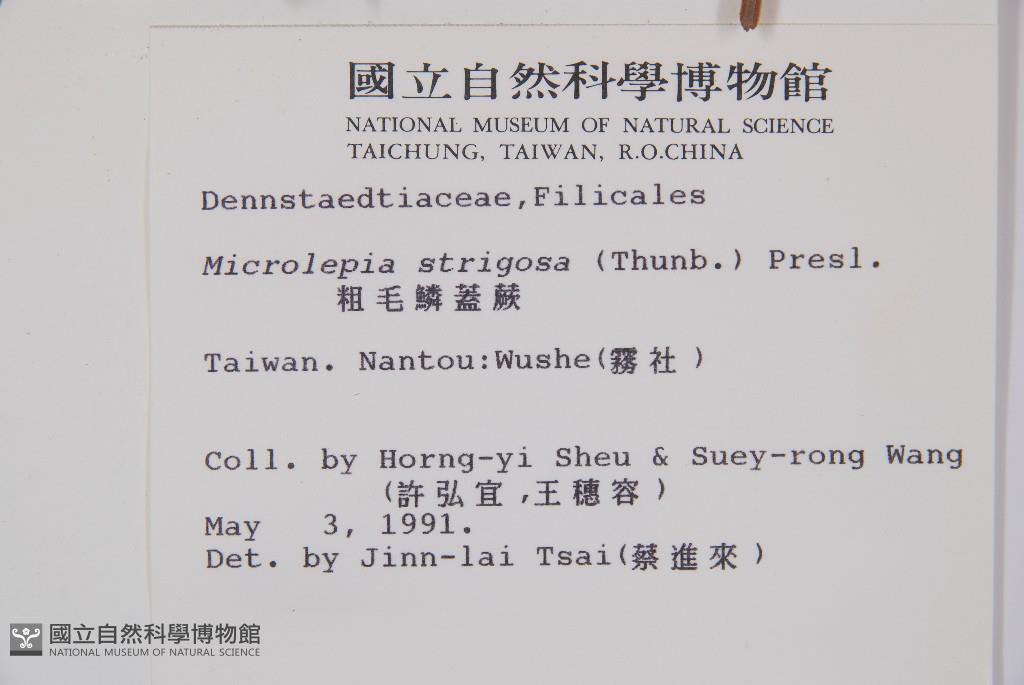 國立自然科學博物館
NATIONAL MUSEUM OF NATURAL SCIENCE
TAICHUNG, TAIWAN, R.O.CHINA
Dennstaedtiaceae,Filicales
Microlepia strigosa (Thunb.) Presl.
粗毛鱗蓋蕨
Taiwan. Nantou:Wushe(霧社)
Coll. by Horng-yi Sheu & Suey-rong Wang
(許弘宜,王穗容)
May 3, 1991.
Det. by Jinn-lai Tsai(蔡進來)
國立自然科學博物館
NATIONAL MUSEUM OF NATURAL SCIENCE